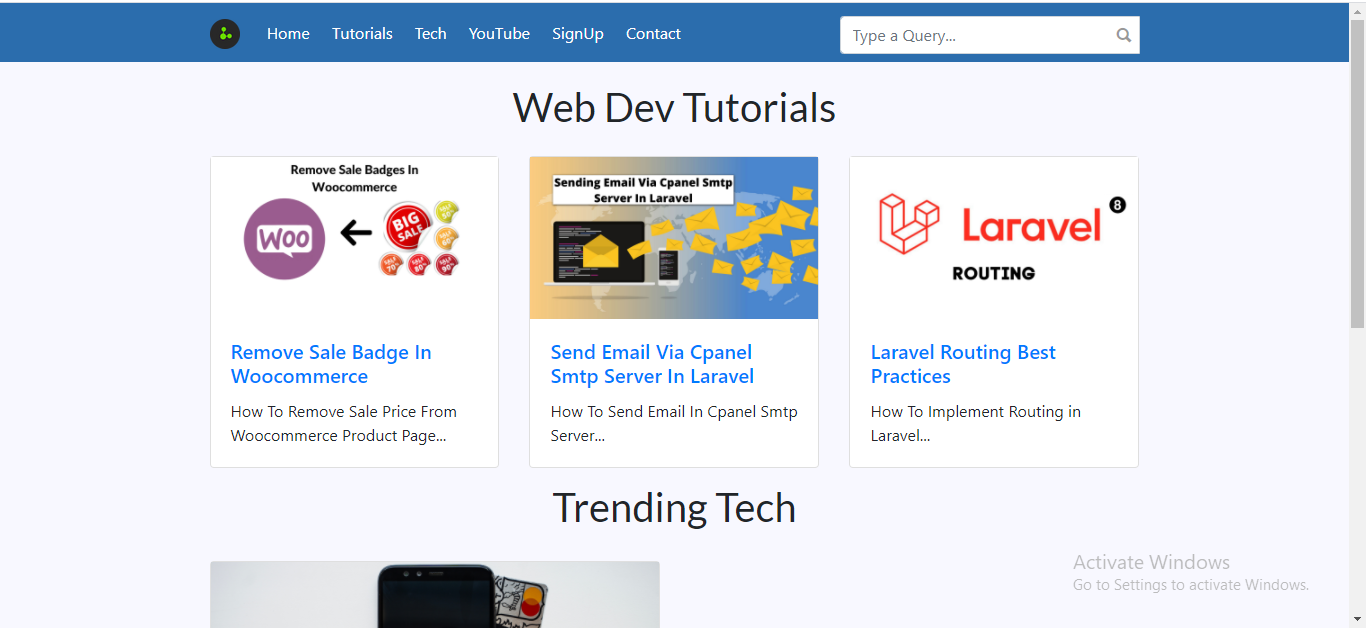 Home Tutorials Tech YouTube SignUp Contact Type a Query...
Web Dev Tutorials
Remove Sale Badges In
Woocommerce
WOO
BIG
SALE
Sending Email Via Cpanel Smtp
Server In Laravel
Laravel 8
ROUTING
Remove Sale Badge In
Woocommerce
How To Remove Sale Price From
Woocommerce Product Page...
Send Email Via Cpanel
Smtp Server In Laravel
How To Send Email In Cpanel Smtp
Server...
Laravel Routing Best
Practices
How To Implement Routing in
Laravel...
Trending Tech
Activate Windows
Go to Settings to activate Windows.